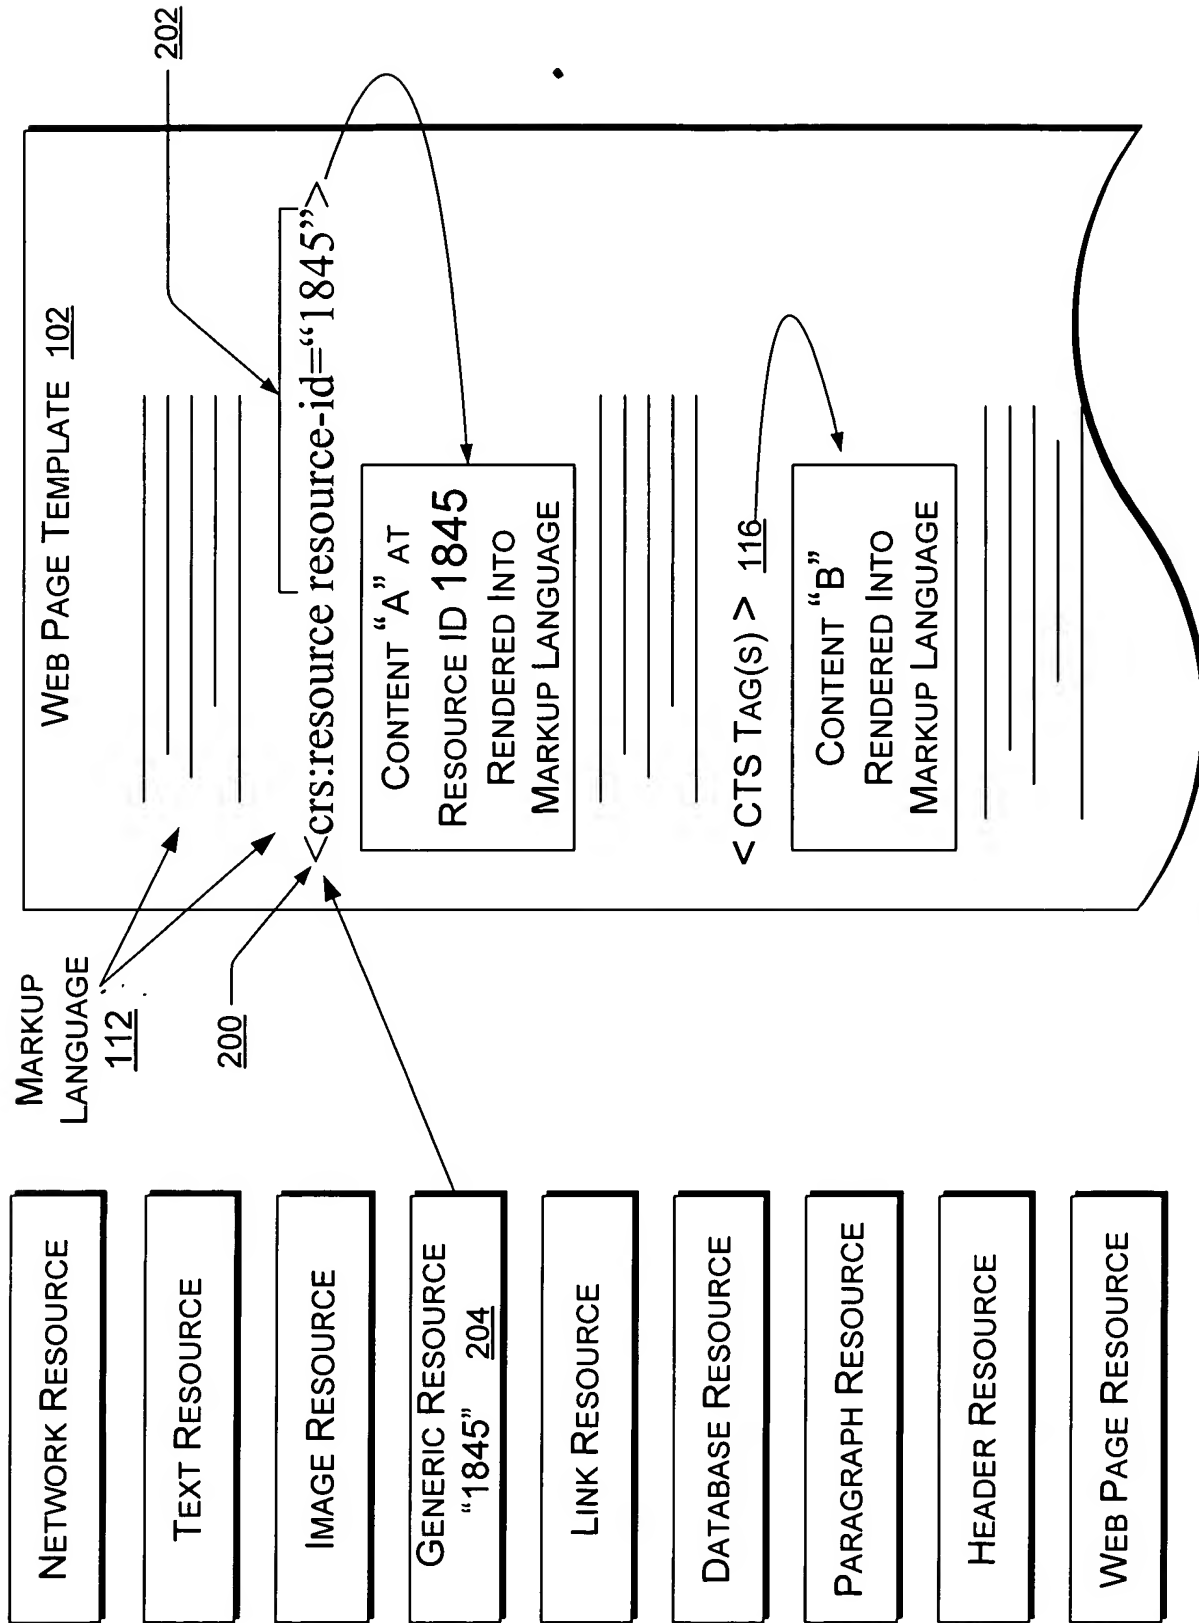 NETWORK RESOURCE
TEXT RESOURCE
IMAGE RESOURCE
GENERIC RESOURCE
"1845" 204
LINK RESOURCE
DATABASE RESOURCE
PARAGRAPH RESOURCE
HEADER RESOURCE
WEB PAGE RESOURCE
MARKUP
LANGUAGE
112
200
WEB PAGE TEMPLATE 102
202
<crs:resource resource-id=“1845”>
CONTENT “A” AT
RESOURCE ID 1845
RENDERED INTO
MARKUP LANGUAGE
< CTS TAG(S) > 116
CONTENT “B”
RENDERED INTO
MARKUP LANGUAGE